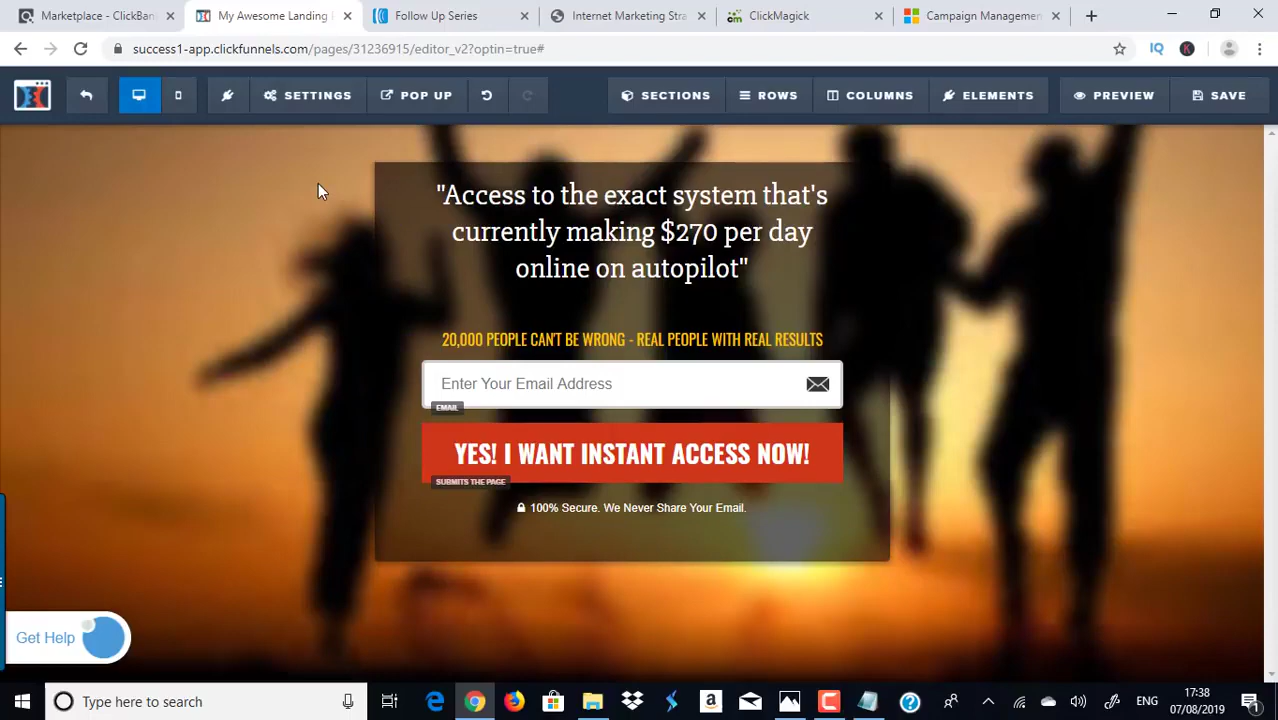 Marketplace - ClickBan
My Awesome Landing
Follow Up Series
Internet Marketing Stra
ClickMagick
Campaign Managemen
success1-app.clickfunnels.com/pages/31236915/editor_v2?optin=true#
IQ
K
SETTINGS
POP UP
SECTIONS
ROWS
COLUMNS
ELEMENTS
PREVIEW
SAVE
"Access to the exact system that's
currently making $270 per day
online on autopilot"
20,000 PEOPLE CAN'T BE WRONG - REAL PEOPLE WITH REAL RESULTS
Enter Your Email Address
EMAIL
YES! I WANT INSTANT ACCESS NOW!
SUBMITS THE PAGE
100% Secure. We Never Share Your Email.
Get Help
Type here to search
ENG
17:38
07/08/2019